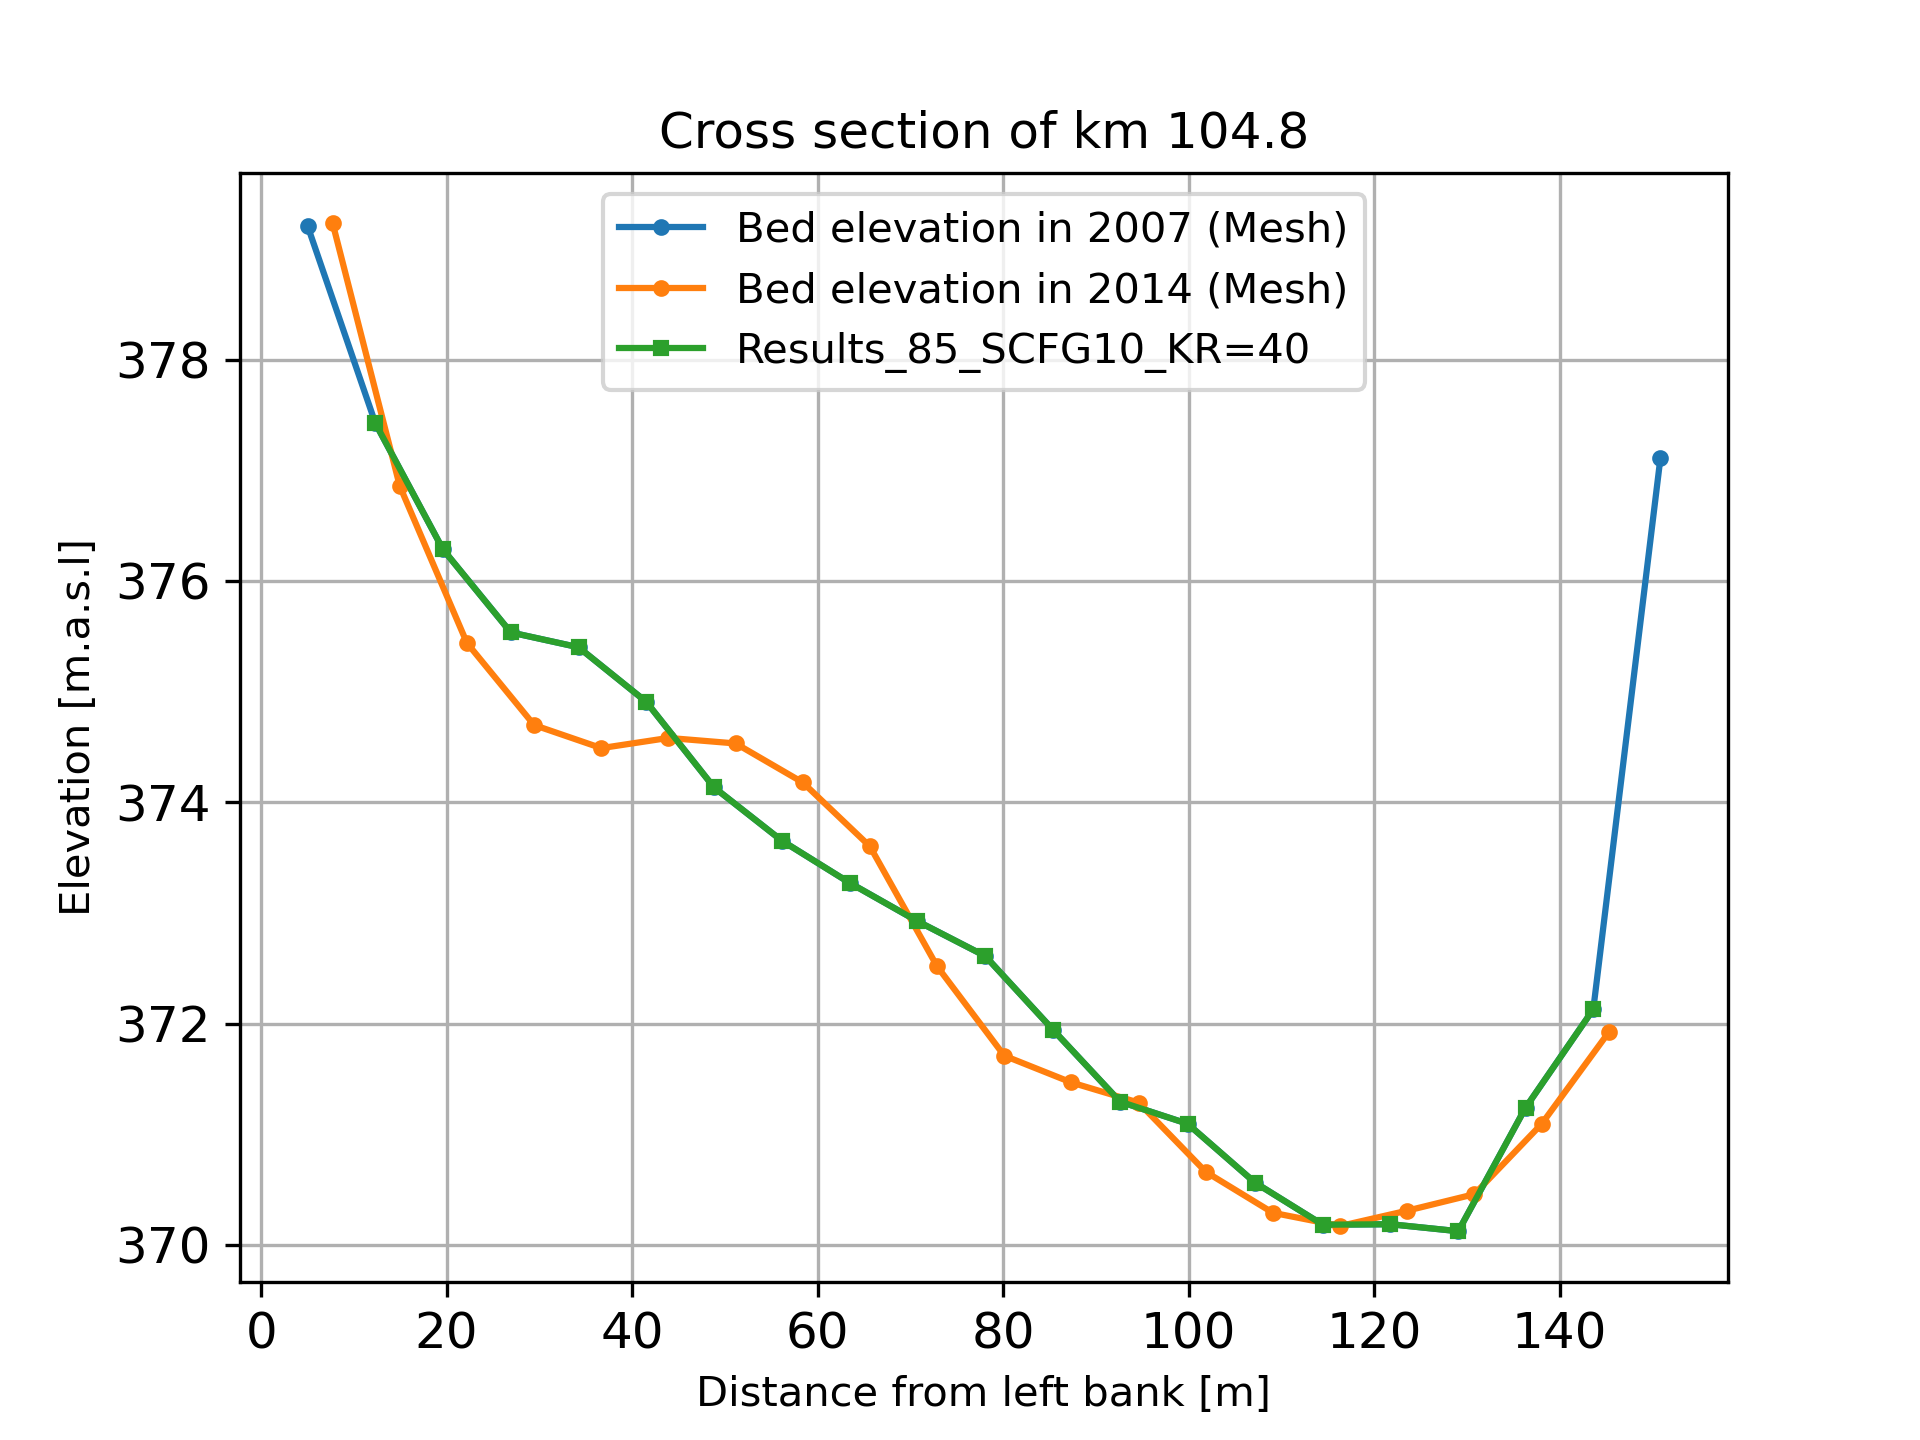 Cross section of km 104.8
Bed elevation in 2007 (Mesh)
Bed elevation in 2014 (Mesh)
Results_85_SCFG10_KR=40
Elevation [m.a.s.l]
378
376
374
372
370
0 20 40 60 80 100 120 140
Distance from left bank [m]